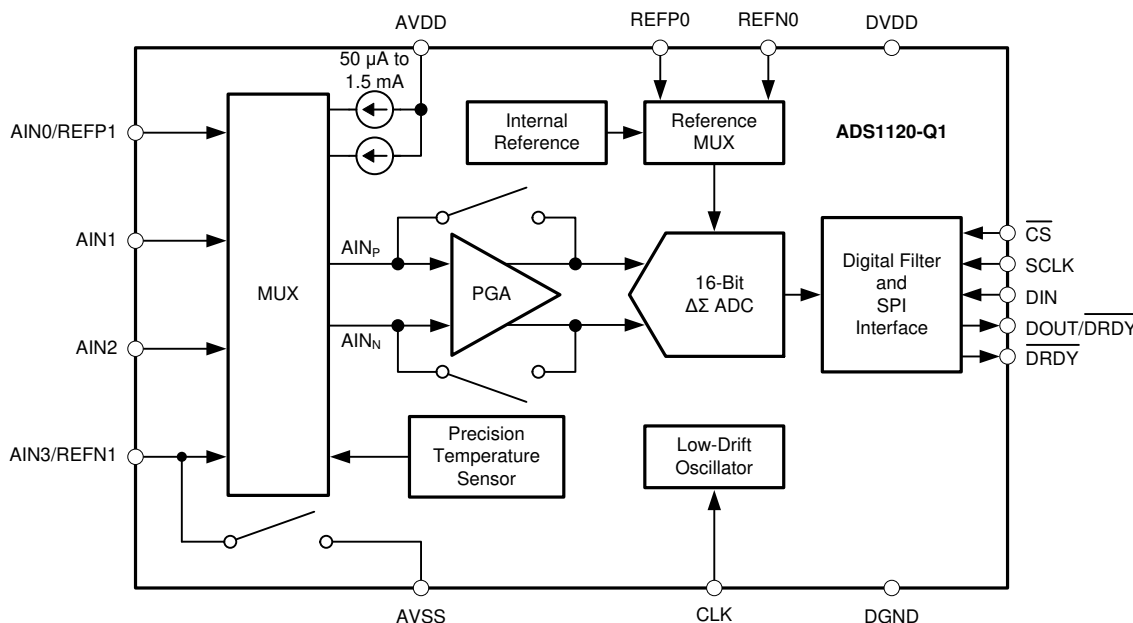 AVDD
REFP0
REFN0
DVDD
50 µA to
1.5 mA
AIN0/REFP1
Internal
Reference
Reference
MUX
ADS1120-Q1
AIN1
AINP
MUX
PGA
16-Bit
ΔΣ ADC
Digital Filter
and
SPI
Interface
CS
SCLK
DIN
DOUT/DRDY
DRDY
AINN
AIN2
AIN3/REFN1
Precision
Temperature
Sensor
Low-Drift
Oscillator
AVSS
CLK
DGND